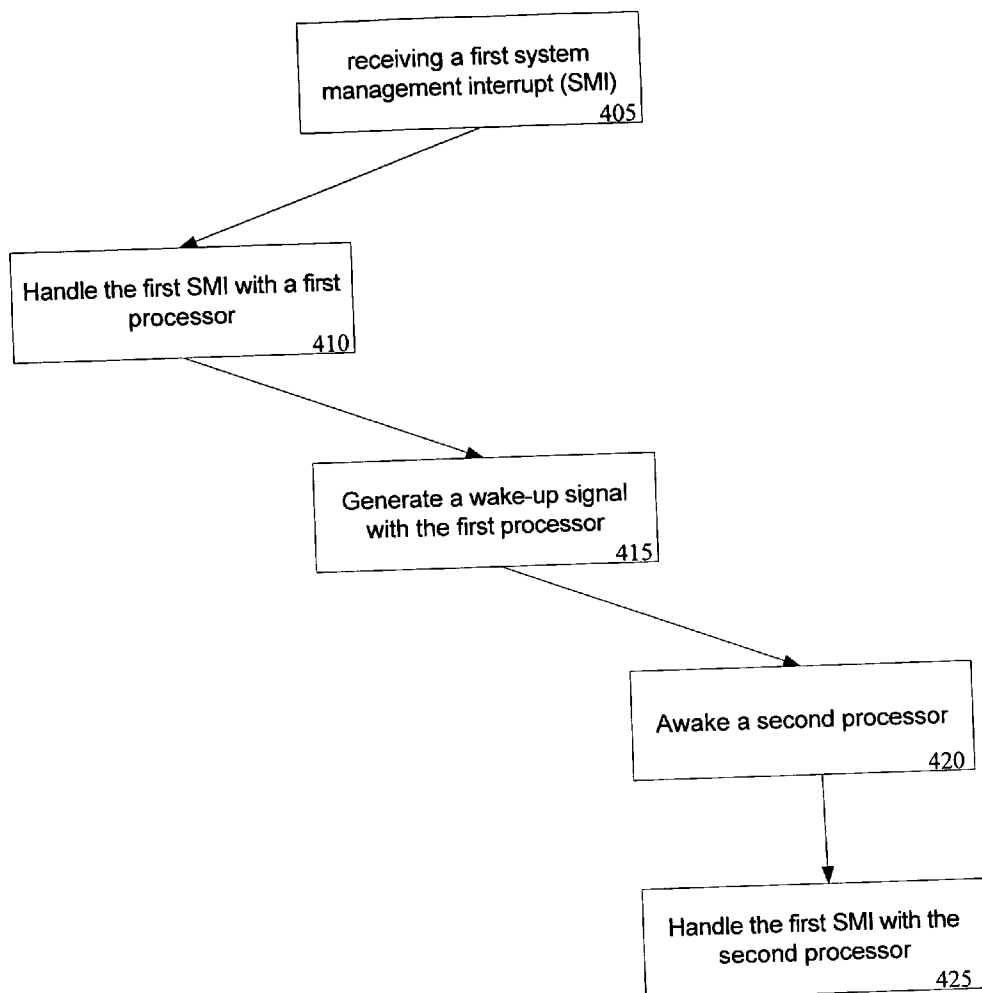 receiving a first system
management interrupt (SMI)
405
Handle the first SMI with a first
processor
410
Generate a wake-up signal
with the first processor
415
Awake a second processor
420
Handle the first SMI with the
second processor
425